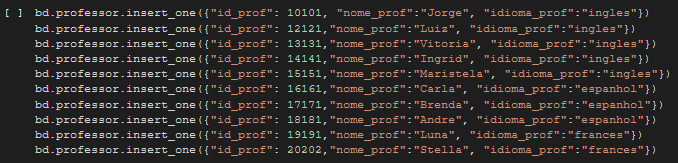 [ ] bd.professor.insert_one({"id_prof": 10101, "nome_prof":"Jorge", "idioma_prof":"ingles"})
bd.professor.insert_one({"id_prof": 12121,"nome_prof":"Luiz", "idioma_prof":"ingles"})
bd.professor.insert_one({"id_prof": 13131,"nome_prof":"Vitoria", "idioma_prof":"ingles"})
bd.professor.insert_one({"id_prof": 14141,"nome_prof":"Ingrid", "idioma_prof":"ingles"})
bd.professor.insert_one({"id_prof": 15151,"nome_prof":"Maristela", "idioma_prof":"ingles"})
bd.professor.insert_one({"id_prof": 16161,"nome_prof":"Carla", "idioma_prof":"espanhol"})
bd.professor.insert_one({"id_prof": 17171,"nome_prof":"Brenda", "idioma_prof":"espanhol"})
bd.professor.insert_one({"id_prof": 18181,"nome_prof":"Andre", "idioma_prof":"espanhol"})
bd.professor.insert_one({"id_prof": 19191,"nome_prof":"Luna", "idioma_prof":"frances"})
bd.professor.insert_one({"id_prof": 20202,"nome_prof":"Stella", "idioma_prof":"frances"})